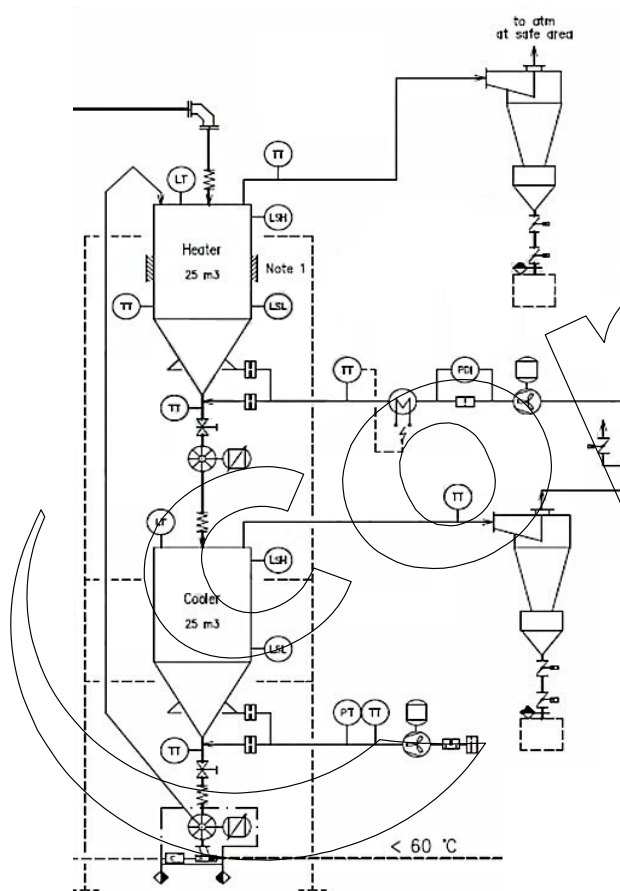 to atm
at safe area
TT
LT
LSH
Heater
25 m3
Note 1
TT
LSL
TT
PDI
TT
TT
LT
LSH
Cooler
25 m3
LSL
PT
TT
TT
< 60 °C